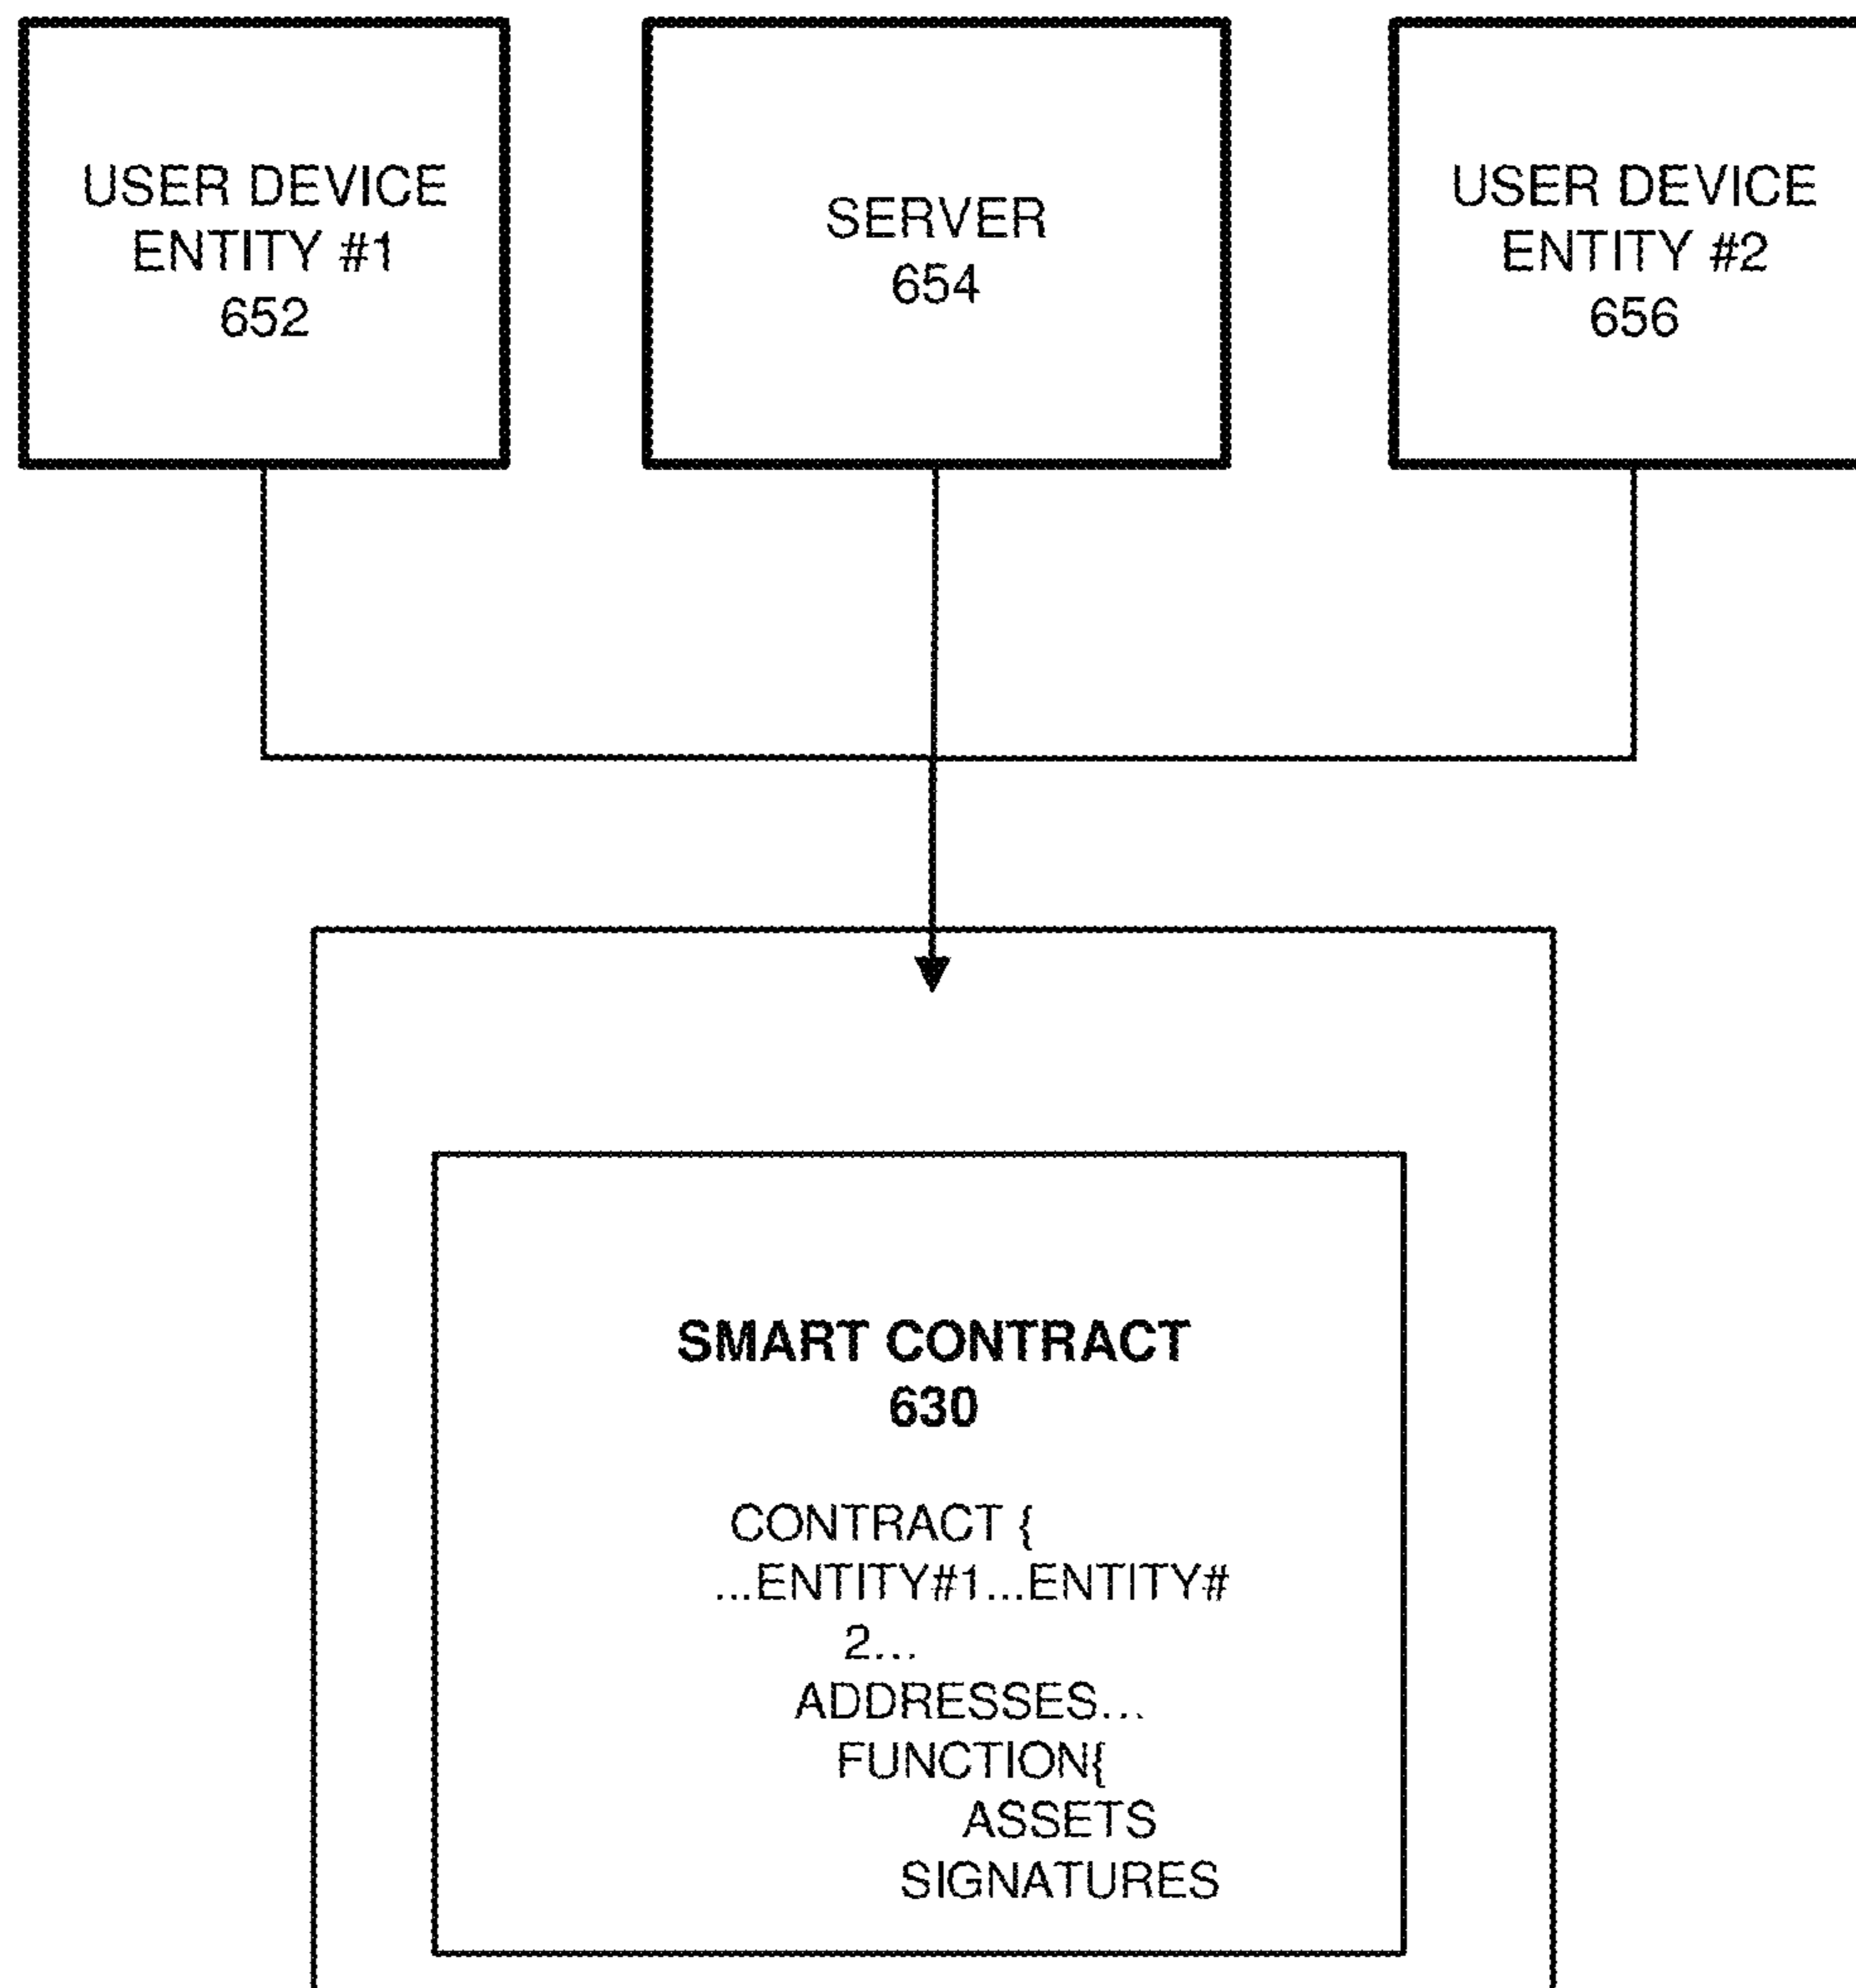 USER DEVICE
ENTITY #1
652
SERVER
654
USER DEVICE
ENTITY #2
656
SMART CONTRACT
630
CONTRACT {
...ENTITY#1...ENTITY#
2...
ADDRESSES...
FUNCTION{
ASSETS
SIGNATURES